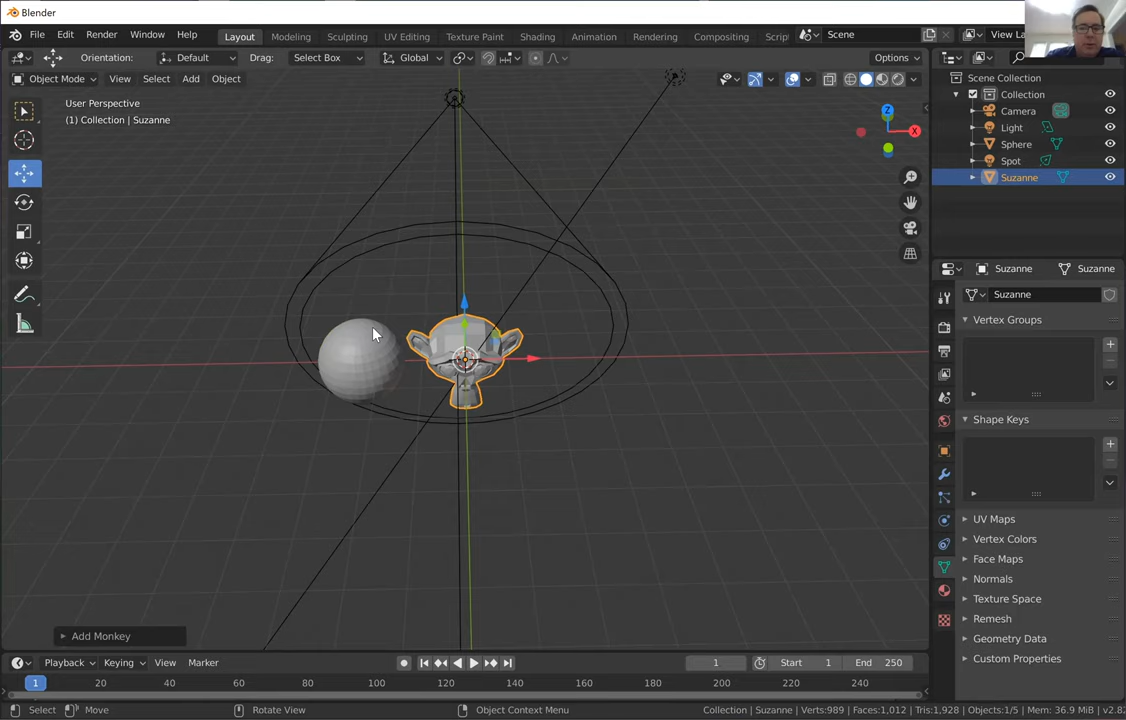 Blender
File Edit Render Window Help Layout Modeling Sculpting UV Editing Texture Paint Shading Animation Rendering Compositing Scrip Scene View La
Orientation: Default Drag: Select Box Global Options
Object Mode View Select Add Object
User Perspective
(1) Collection | Suzanne
Z
X
Scene Collection
Collection
Camera
Light
Sphere
Spot
Suzanne
Suzanne Suzanne
Suzanne
Vertex Groups
Shape Keys
UV Maps
Vertex Colors
Face Maps
Normals
Texture Space
Remesh
Geometry Data
Custom Properties
Add Monkey
Playback Keying View Marker 1 Start 1 End 250
1 20 40 60 80 100 120 140 160 180 200 220 240
Select Move Rotate View Object Context Menu Collection | Suzanne | Verts:989 | Faces:1,012 | Tris:1,928 | Objects:1/5 | Mem: 36.9 MiB | v2.8